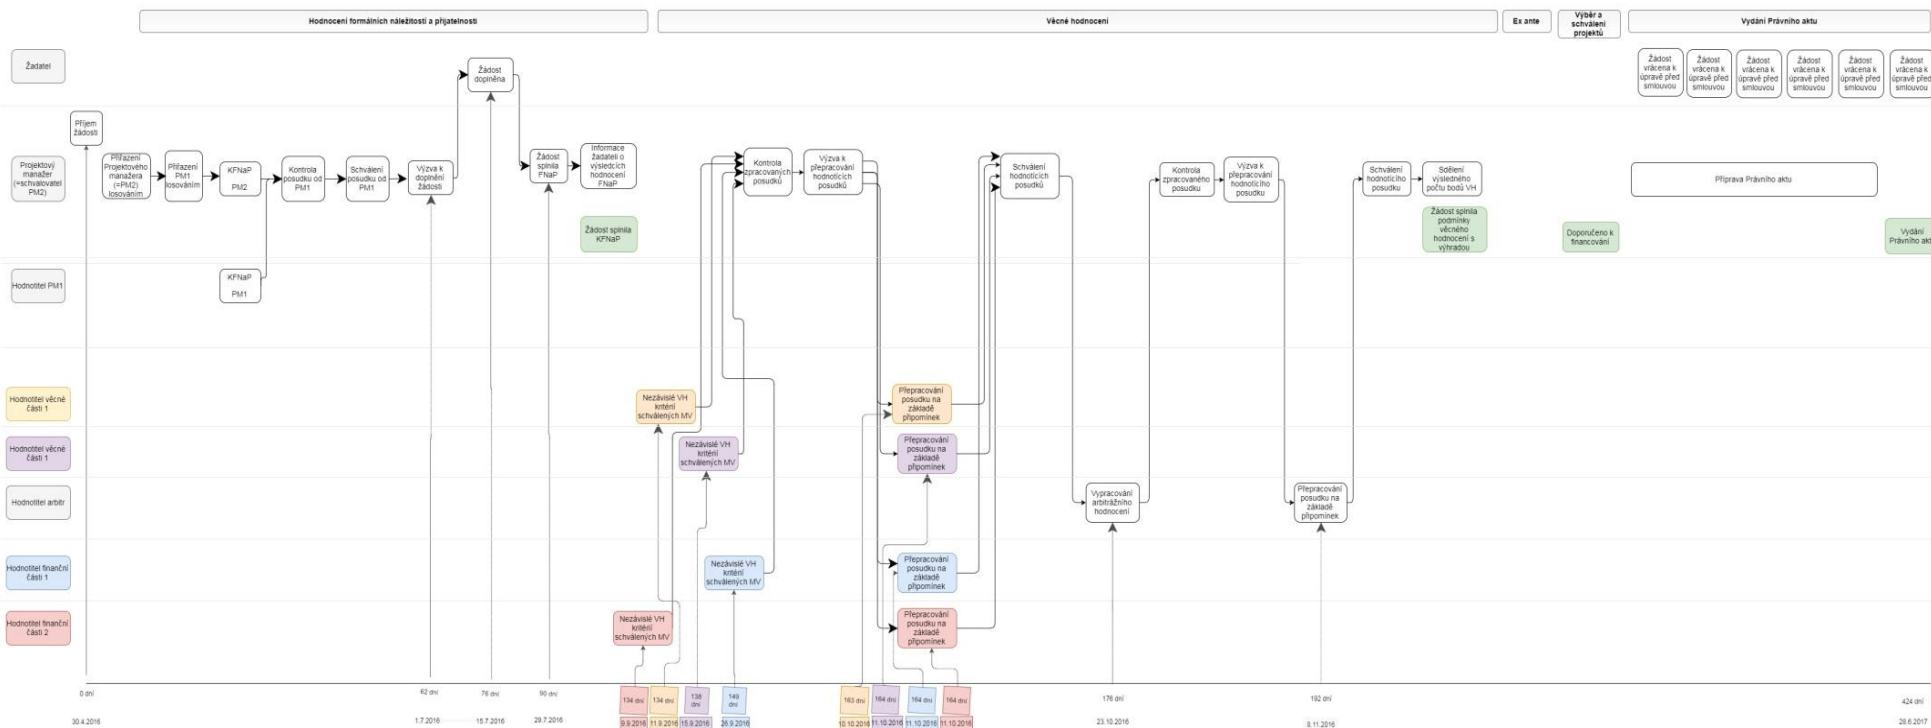 Hodnocení formálních náležitostí a přijatelnosti
Věcné hodnocení
Ex ante
Výběr a
schválení
projektů
Vydání Právního aktu
Žadatel
Žádost
doplněna
Žádost
vrácena k
úpravě před
smlouvou
Žádost
vrácena k
úpravě před
smlouvou
Žádost
vrácena k
úpravě před
smlouvou
Žádost
vrácena k
úpravě před
smlouvou
Žádost
vrácena k
úpravě před
smlouvou
Žádost
vrácena k
úpravě před
smlouvou
Příjem
žádosti
Projektový
manažer
(=schvalovatel
PM2)
Přiřazení
Projektového
manažera
(=PM2)
losováním
Přiřazení
PM1
losováním
KFNaP
PM2
Kontrola
posudku od
PM1
Schválení
posudku od
PM1
Výzva k
doplnění
žádosti
Žádost
splnila
FNaP
Informace
žadateli o
výsledcích
hodnocení
FNaP
Kontrola
zpracovaných
posudků
Výzva k
přepracování
hodnotících
posudků
Schválení
hodnotících
posudků
Kontrola
zpracovaného
posudku
Výzva k
přepracování
hodnotícího
posudku
Schválení
hodnotícího
posudku
Sdělení
výsledného
počtu bodů VH
Příprava Právního aktu
Žádost splnila
KFNaP
Žádost splnila
podmínky
věcného
hodnocení s
výhradou
Doporučeno k
financování
Vydání
Právního akt
Hodnotitel PM1
KFNaP
PM1
Hodnotitel věcné
části 1
Nezávislé VH
kritérií
schválených MV
Přepracování
posudku na
základě
připomínek
Hodnotitel věcné
části 1
Nezávislé VH
kritérií
schválených MV
Přepracování
posudku na
základě
připomínek
Hodnotitel arbitr
Vypracování
arbitrážního
hodnocení
Přepracování
posudku na
základě
připomínek
Hodnotitel finanční
části 1
Nezávislé VH
kritérií
schválených MV
Přepracování
posudku na
základě
připomínek
Hodnotitel finanční
části 2
Nezávislé VH
kritérií
schválených MV
Přepracování
posudku na
základě
připomínek
0 dní
62 dní
76 dní
90 dní
134 dní
134 dní
138
dní
149
dní
163 dní
164 dní
164 dní
164 dní
176 dní
192 dní
424 dní
30.4.2016
1.7.2016
15.7.2016
29.7.2016
9.9.2016
11.9.2016
15.9.2016
26.9.2016
10.10.2016
11.10.2016
11.10.2016
11.10.2016
23.10.2016
8.11.2016
28.6.2017